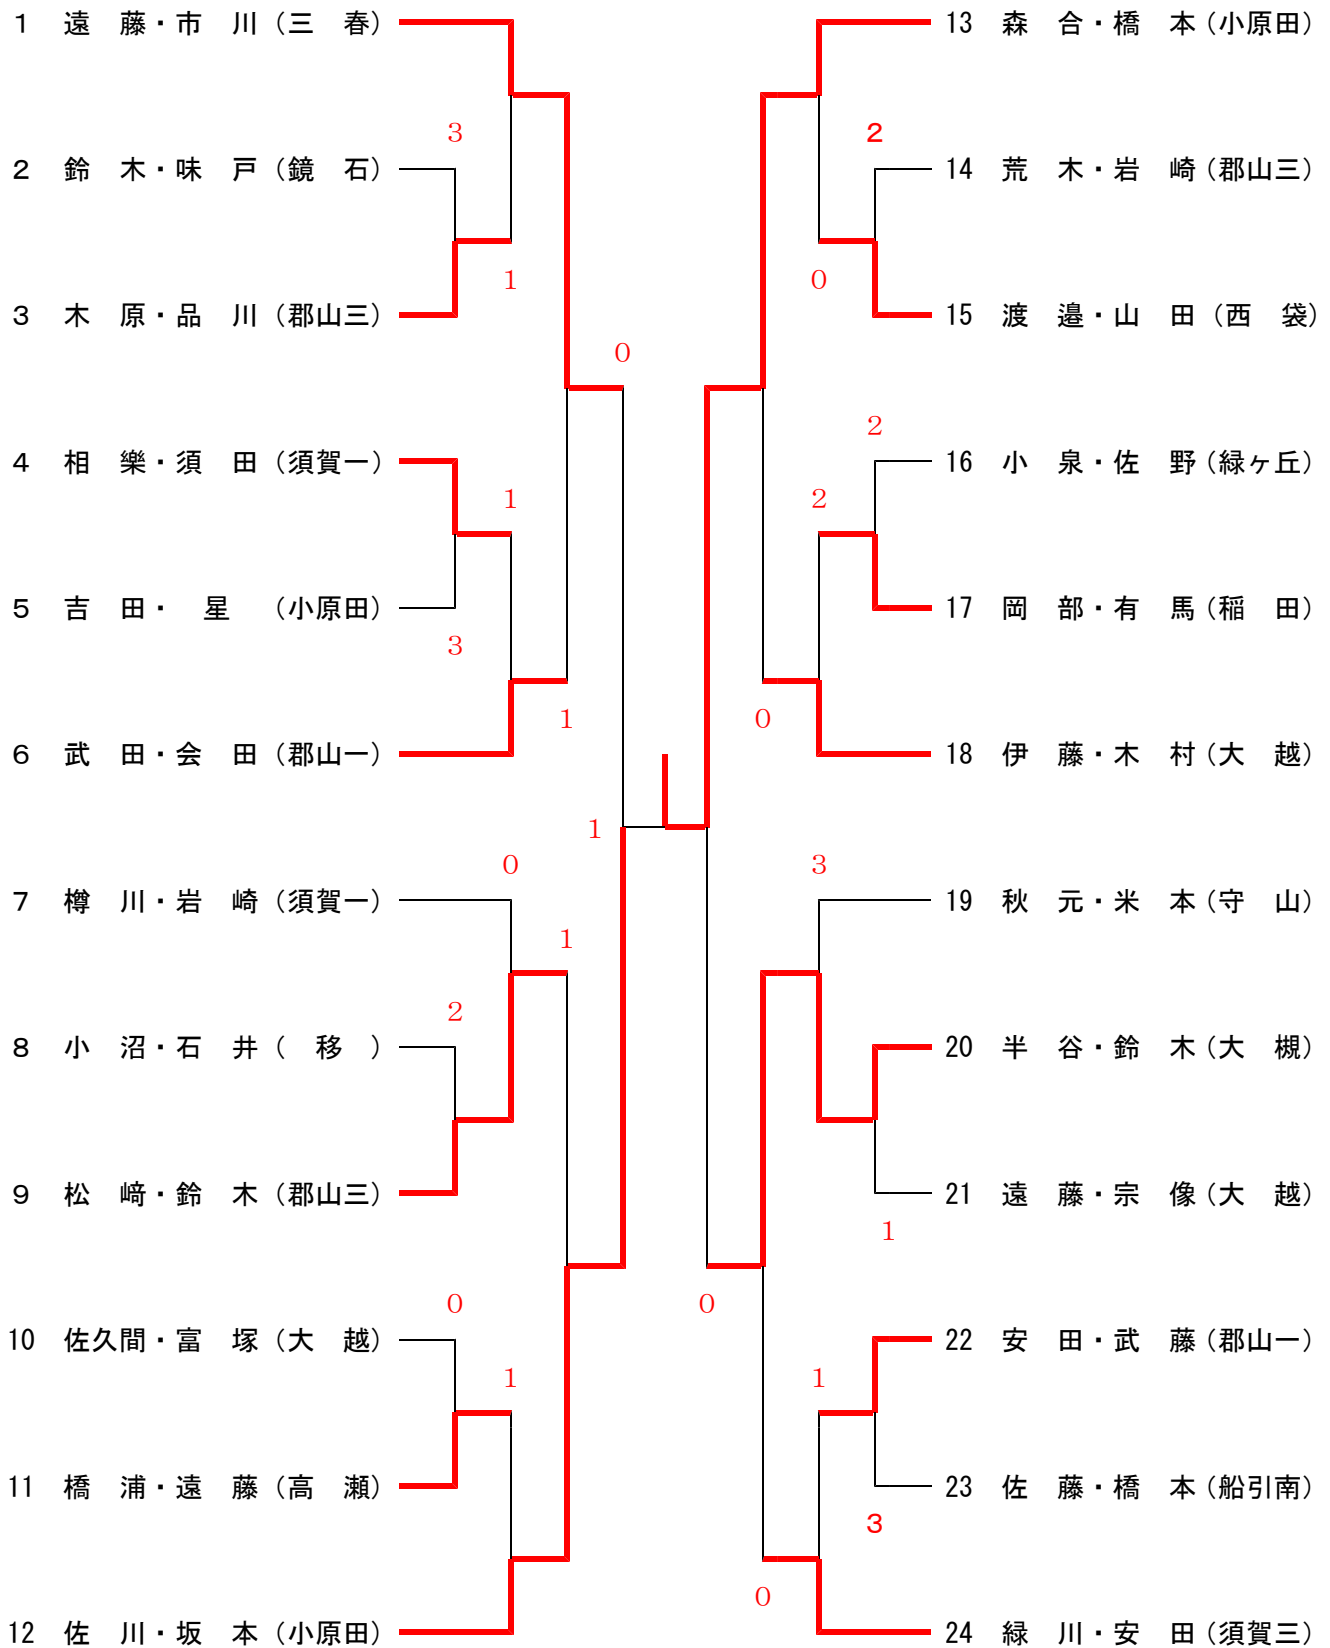 1 遠 藤・市 川（三 春）
3
2 鈴 木・味 戸（鏡 石）
1
3 木 原・品 川（郡山三）
0
4 相 樂・須 田（須賀一）
1
5 吉 田・ 星 （小原田）
3
1
6 武 田・会 田（郡山一）
1
0
7 樽 川・岩 崎（須賀一）
1
2
8 小 沼・石 井（ 移 ）
9 松 﨑・鈴 木（郡山三）
0
10 佐久間・富 塚（大 越）
1
11 橋 浦・遠 藤（高 瀬）
12 佐 川・坂 本（小原田）
13 森 合・橋 本（小原田）
2
14 荒 木・岩 崎（郡山三）
0
15 渡 邉・山 田（西 袋）
2
16 小 泉・佐 野（緑ヶ丘）
2
17 岡 部・有 馬（稲 田）
0
18 伊 藤・木 村（大 越）
3
19 秋 元・米 本（守 山）
20 半 谷・鈴 木（大 槻）
21 遠 藤・宗 像（大 越）
1
0
22 安 田・武 藤（郡山一）
1
23 佐 藤・橋 本（船引南）
3
0
24 緑 川・安 田（須賀三）